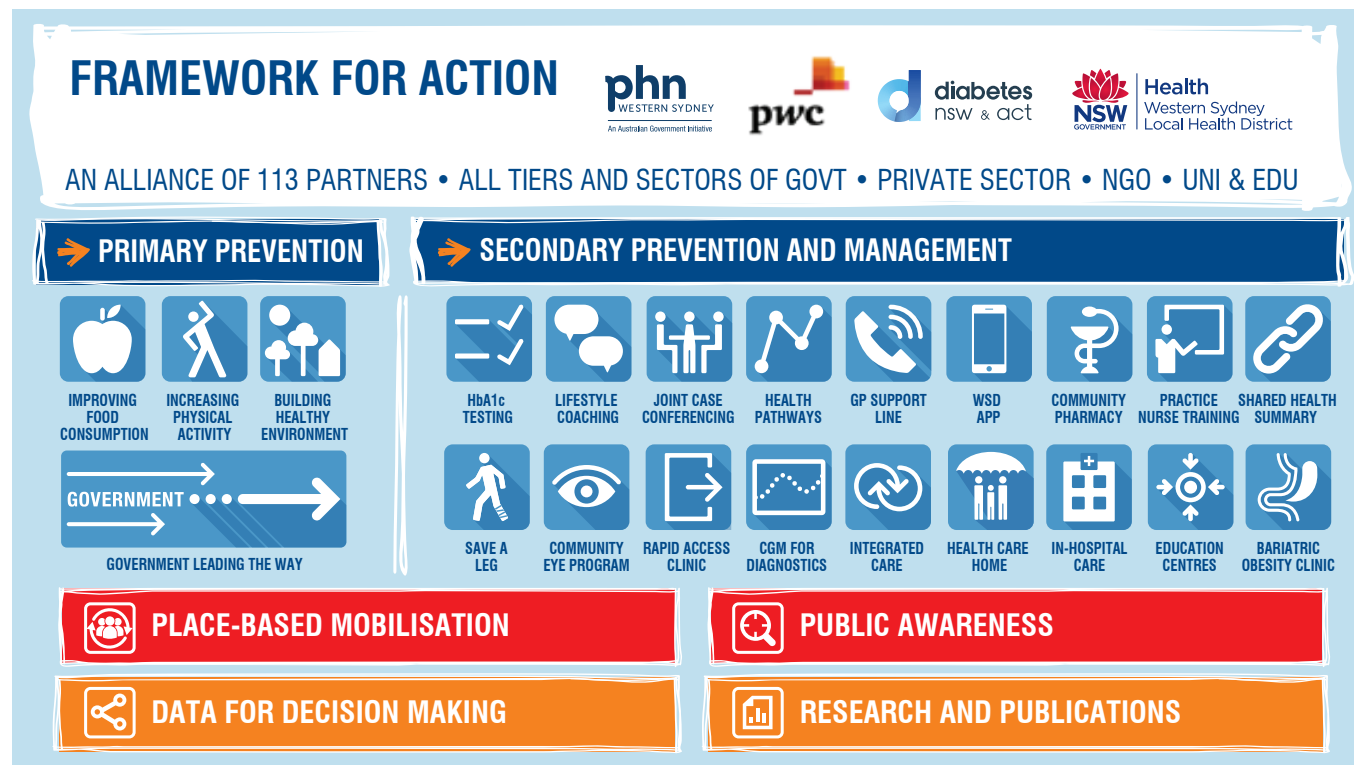 FRAMEWORK FOR ACTION
phn
WESTERN SYDNEY
An Australian Government Initiative
pwc
diabetes
nsw & act
NSW
GOVERNMENT
Health
Western Sydney
Local Health District
AN ALLIANCE OF 113 PARTNERS • ALL TIERS AND SECTORS OF GOVT • PRIVATE SECTOR • NGO • UNI & EDU
PRIMARY PREVENTION
IMPROVING
FOOD
CONSUMPTION
INCREASING
PHYSICAL
ACTIVITY
BUILDING
HEALTHY
ENVIRONMENT
GOVERNMENT
GOVERNMENT LEADING THE WAY
SECONDARY PREVENTION AND MANAGEMENT
HbA1c
TESTING
LIFESTYLE
COACHING
JOINT CASE
CONFERENCING
HEALTH
PATHWAYS
GP SUPPORT
LINE
WSD
APP
COMMUNITY
PHARMACY
PRACTICE
NURSE TRAINING
SHARED HEALTH
SUMMARY
SAVE A
LEG
COMMUNITY
EYE PROGRAM
RAPID ACCESS
CLINIC
CGM FOR
DIAGNOSTICS
INTEGRATED
CARE
HEALTH CARE
HOME
IN-HOSPITAL
CARE
EDUCATION
CENTRES
BARIATRIC
OBESITY CLINIC
PLACE-BASED MOBILISATION
PUBLIC AWARENESS
DATA FOR DECISION MAKING
RESEARCH AND PUBLICATIONS